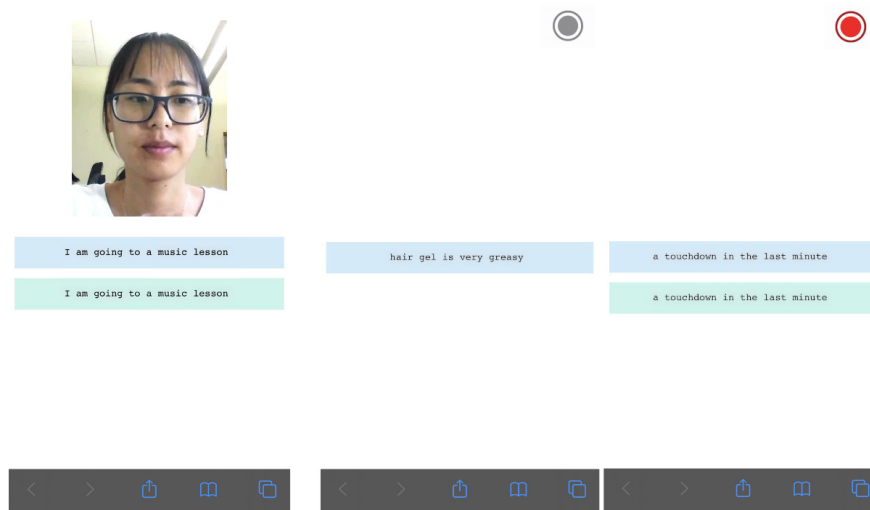 I am going to a music lesson
I am going to a music lesson
hair gel is very greasy
a touchdown in the last minute
a touchdown in the last minute